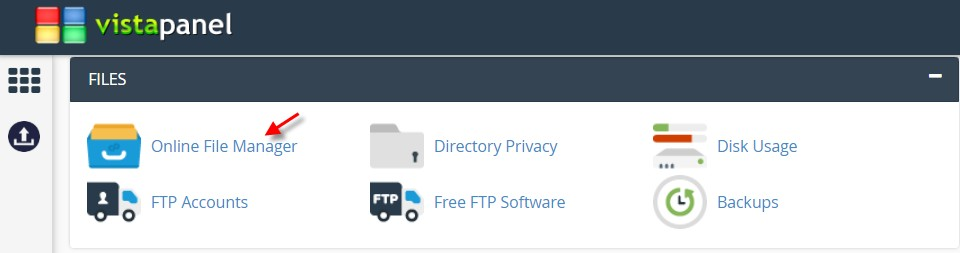 vistapanel
FILES
Online File Manager
Directory Privacy
Disk Usage
FTP Accounts
FTP
Free FTP Software
Backups